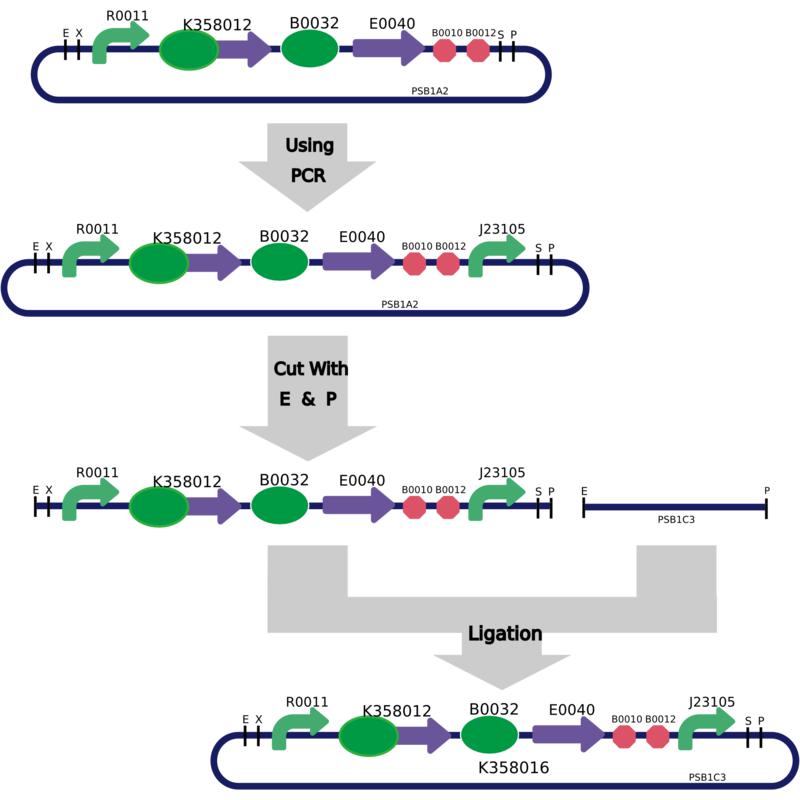 R0011 K358012 B0032 E0040 B0010 B0012
E X S P
PSB1A2
Using
PCR
R0011 K358012 B0032 E0040 B0010 B0012 J23105
E X S P
PSB1A2
Cut With
E & P
R0011 K358012 B0032 E0040 B0010 B0012 J23105
E X S P E P
PSB1C3
Ligation
R0011 K358012 B0032 E0040 B0010 B0012 J23105
E X S P
K358016
PSB1C3